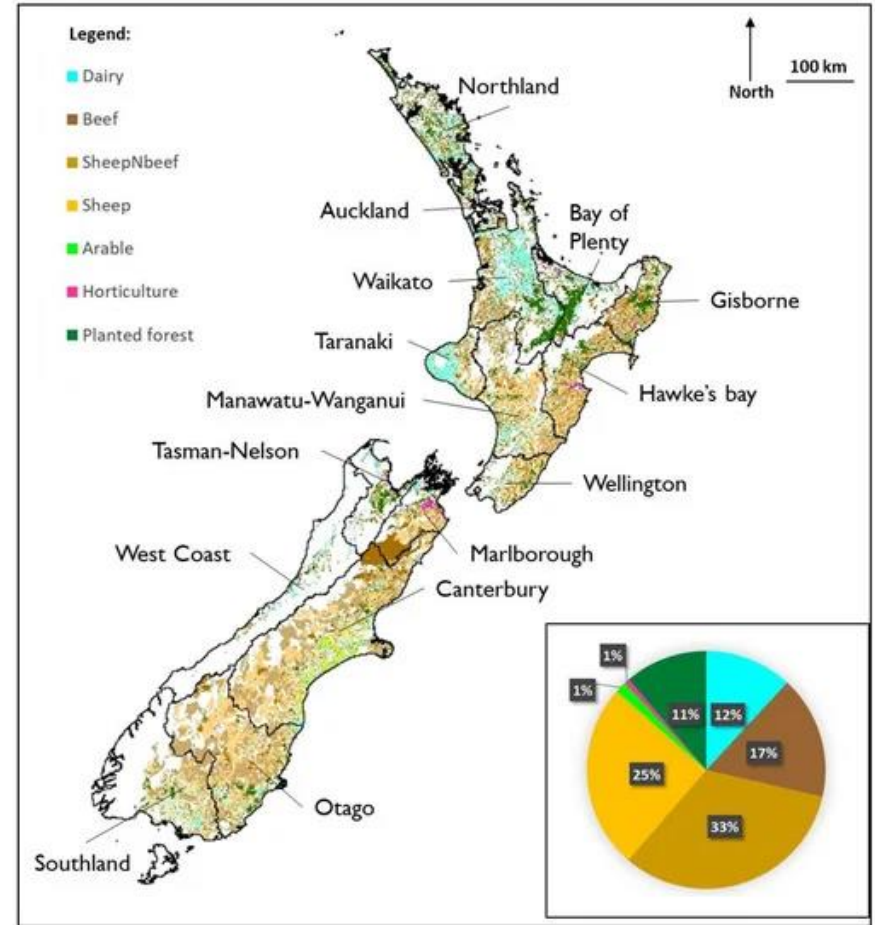 Legend:
Dairy
Beef
SheepNbeef
Sheep
Arable
Horticulture
Planted forest
North
100 km
Northland
Auckland
Bay of
Plenty
Waikato
Gisborne
Taranaki
Hawke's bay
Manawatu-Wanganui
Tasman-Nelson
Wellington
West Coast
Marlborough
Canterbury
Otago
Southland
1%
1%
11%
12%
17%
25%
33%